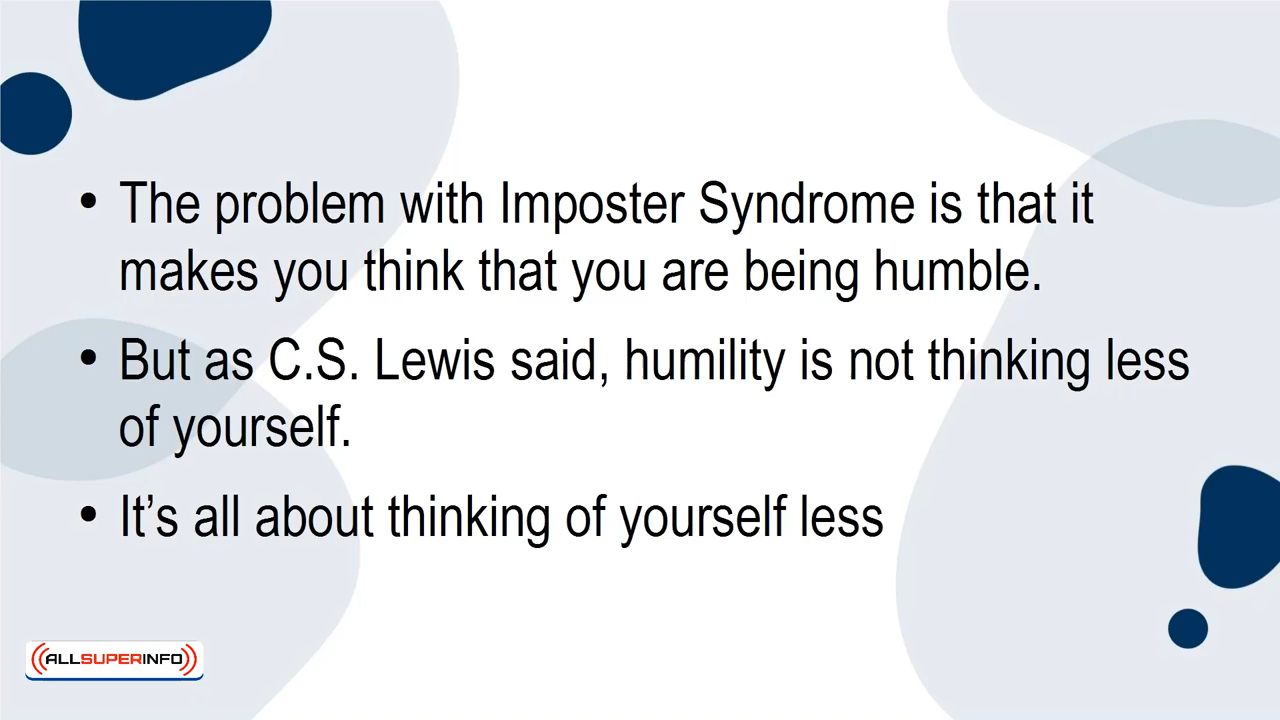 • The problem with Imposter Syndrome is that it
makes you think that you are being humble.
• But as C.S. Lewis said, humility is not thinking less
of yourself.
• It’s all about thinking of yourself less
ALLSUPERINFO